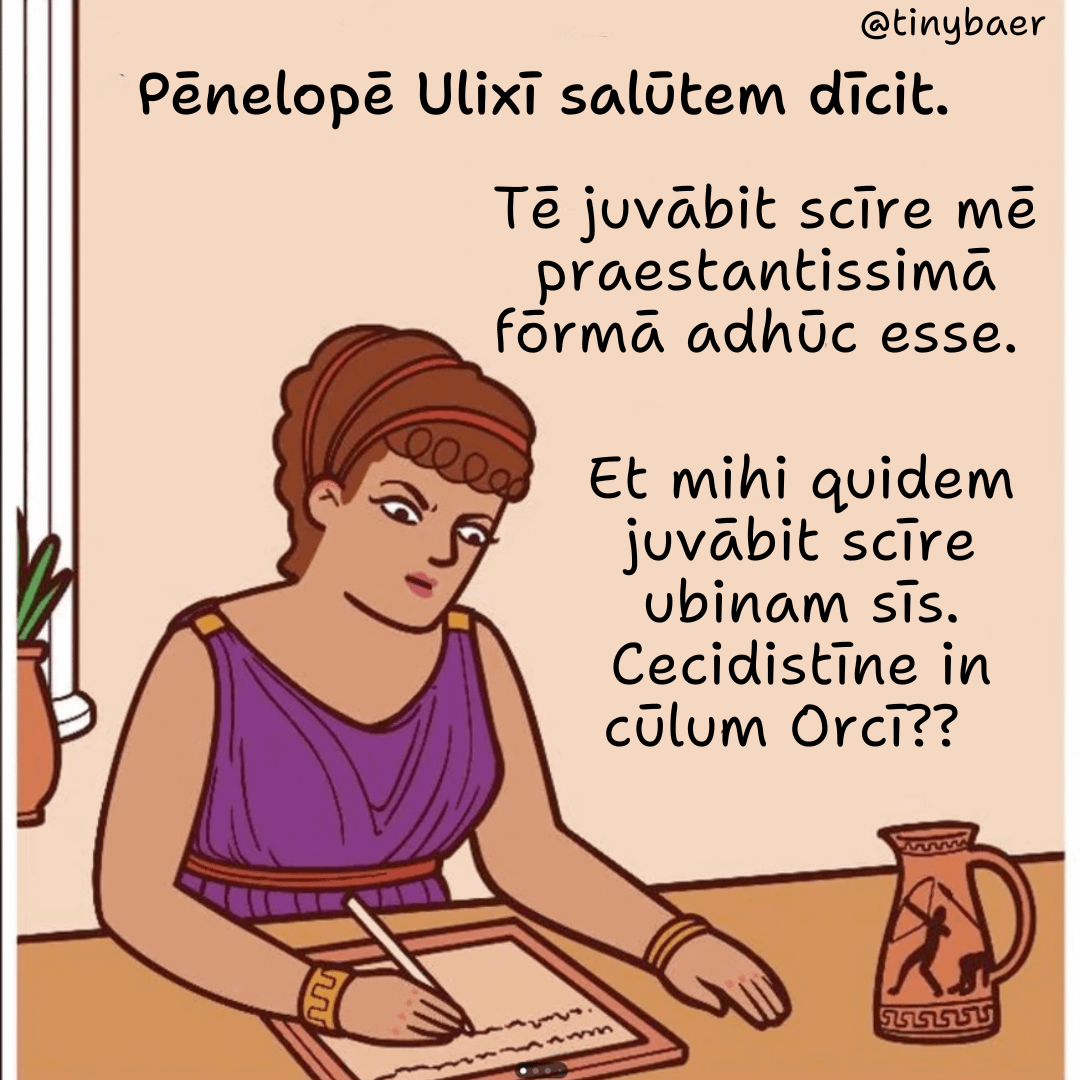 @tinybaer
Pēnelopē Ulixī salūtem dīcit.
Tē juvābit scīre mē
praestantissimā
fōrmā adhūc esse.
Et mihi quidem
juvābit scīre
ubinam sīs.
Cecidistīne in
cūlum Orcī??